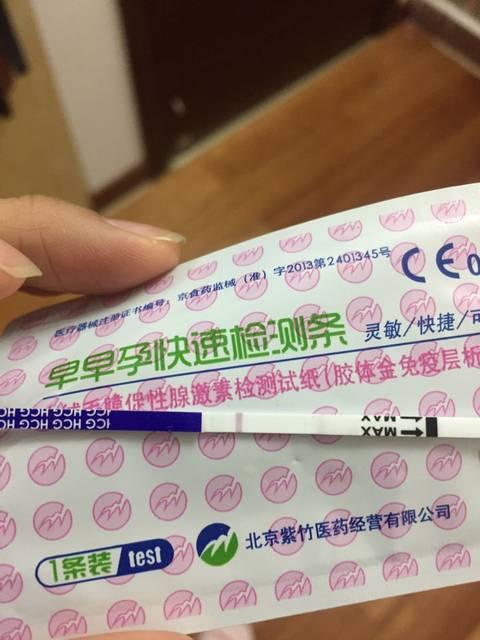 医疗器械注册证书编号: 京食药监械 (准) 字2013第2401345号
CE
早早孕快速检测条
灵敏/快捷/
促性腺激素检测试纸(胶体金免疫层析
HCG HCG HCG
MAX
MAX
1条装 test
北京紫竹医药经营有限公司